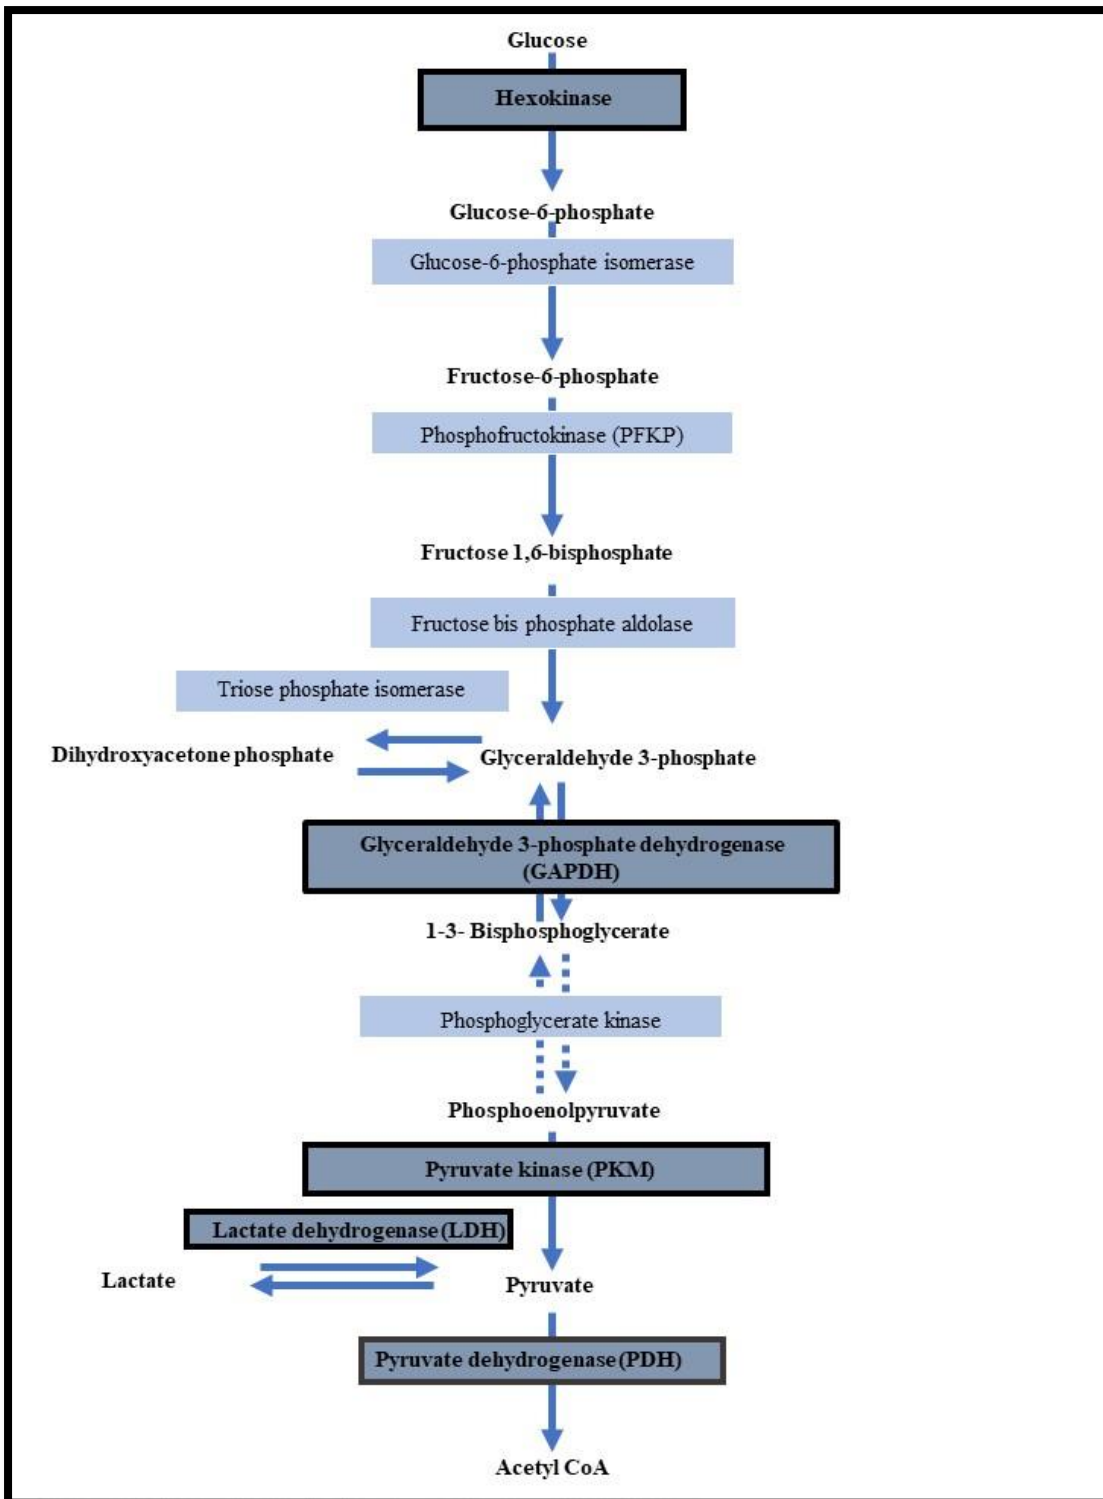 Glucose
Hexokinase
Glucose-6-phosphate
Glucose-6-phosphate isomerase
Fructose-6-phosphate
Phosphofructokinase (PFKP)
Fructose 1,6-bisphosphate
Fructose bis phosphate aldolase
Triose phosphate isomerase
Dihydroxyacetone phosphate
Glyceraldehyde 3-phosphate
Glyceraldehyde 3-phosphate dehydrogenase
(GAPDH)
1-3- Bisphosphoglycerate
Phosphoglycerate kinase
Phosphoenolpyruvate
Pyruvate kinase (PKM)
Lactate dehydrogenase (LDH)
Lactate
Pyruvate
Pyruvate dehydrogenase (PDH)
Acetyl CoA